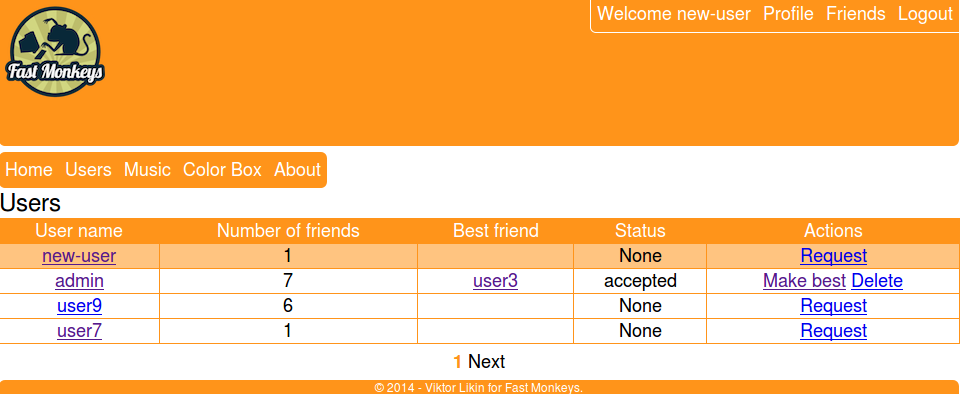 Welcome new-user Profile Friends Logout
Fast Monkeys
Home Users Music Color Box About
Users
User name Number of friends Best friend Status Actions
new-user 1 None Request
admin 7 user3 accepted Make best Delete
user9 6 None Request
user7 1 None Request
1 Next
© 2014 - Viktor Likin for Fast Monkeys.